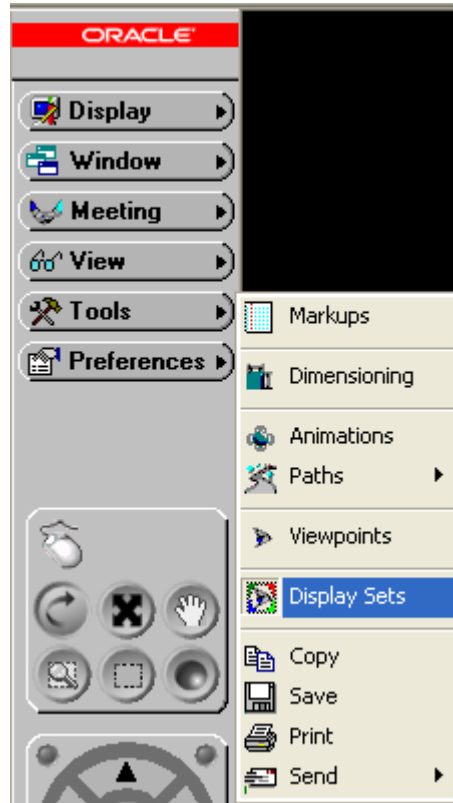 ORACLE'
Display
Window
Meeting
View
Tools
Preferences
Markups
Dimensioning
Animations
Paths
Viewpoints
Display Sets
Copy
Save
Print
Send